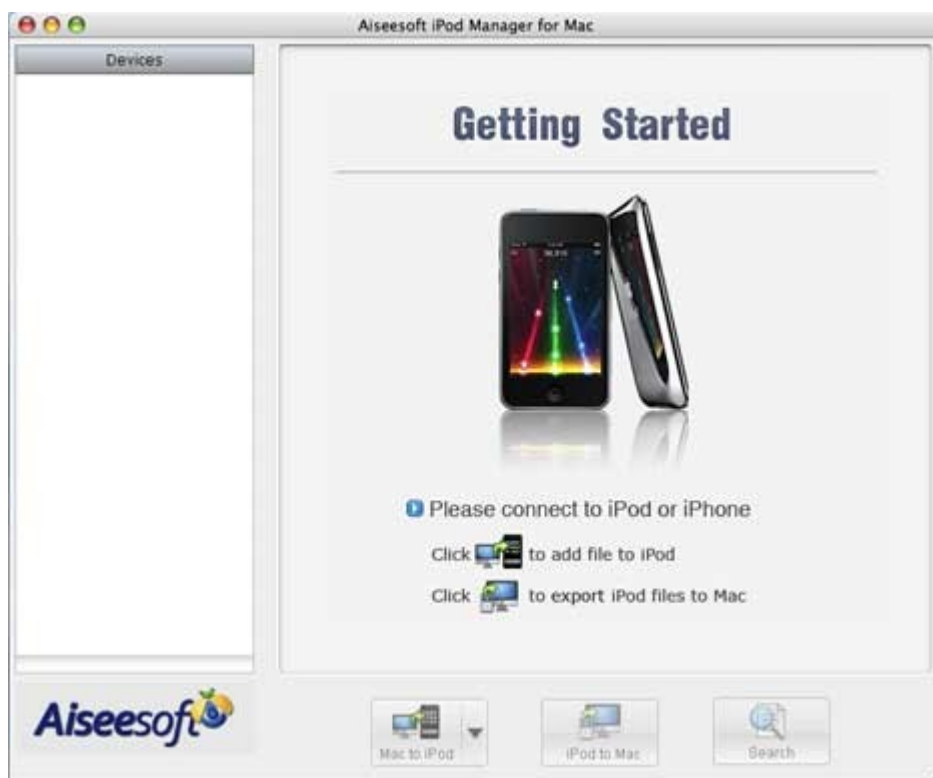 Aiseesoft iPod Manager for Mac
Devices
Getting Started
Please connect to iPod or iPhone
Click to add file to iPod
Click to export iPod files to Mac
Aiseesoft
Mac to iPod
iPod to Mac
Search